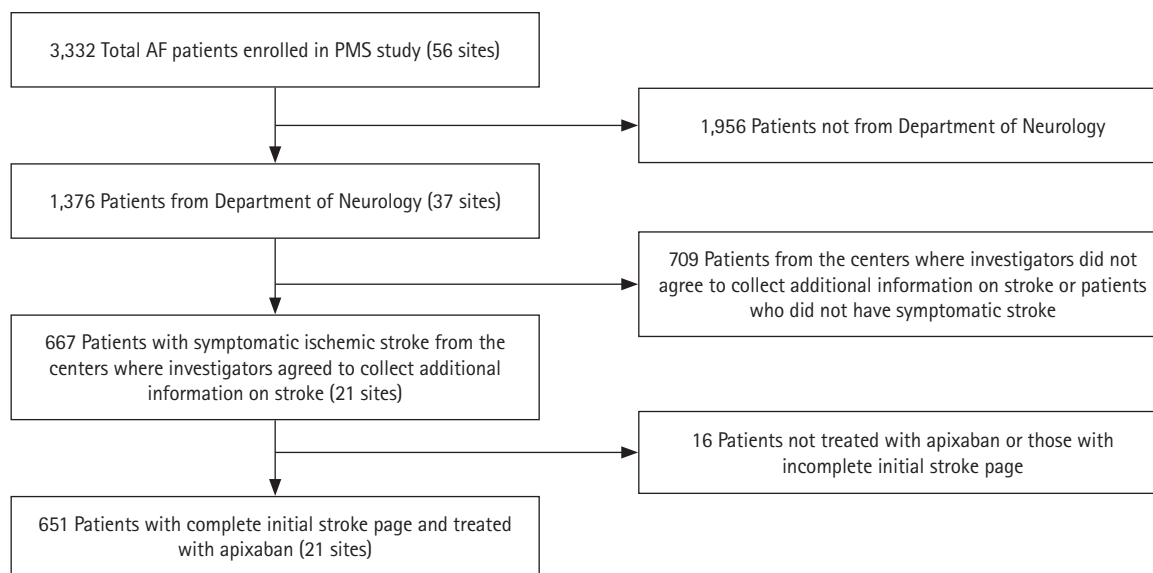 3,332 Total AF patients enrolled in PMS study (56 sites)
1,956 Patients not from Department of Neurology
1,376 Patients from Department of Neurology (37 sites)
709 Patients from the centers where investigators did not
agree to collect additional information on stroke or patients
who did not have symptomatic stroke
667 Patients with symptomatic ischemic stroke from the
centers where investigators agreed to collect additional
information on stroke (21 sites)
16 Patients not treated with apixaban or those with
incomplete initial stroke page
651 Patients with complete initial stroke page and treated
with apixaban (21 sites)